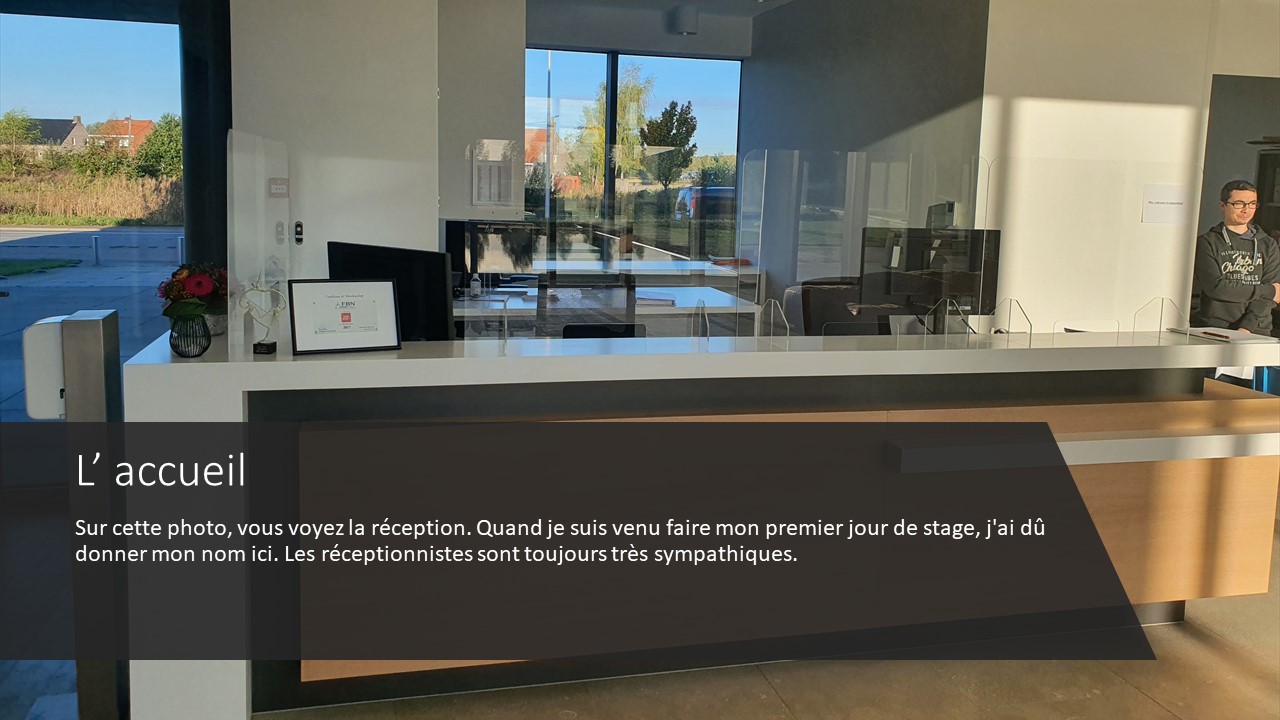 EBN
L’ accueil
Sur cette photo, vous voyez la réception. Quand je suis venu faire mon premier jour de stage, j'ai dû
donner mon nom ici. Les réceptionnistes sont toujours très sympathiques.